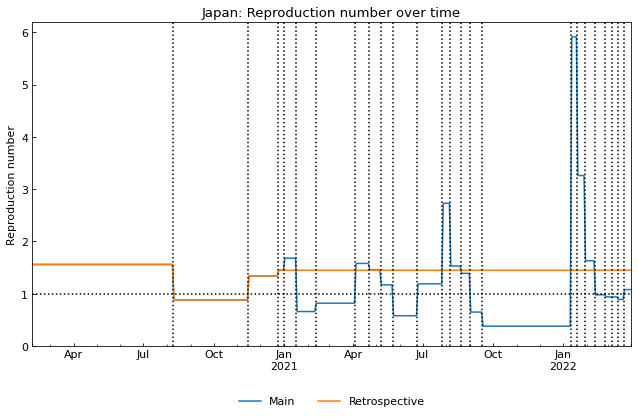 Japan: Reproduction number over time
Reproduction number
6
5
4
3
2
1
0
Apr Jul Oct Jan Apr Jul Oct Jan
2021 2022
Main Retrospective